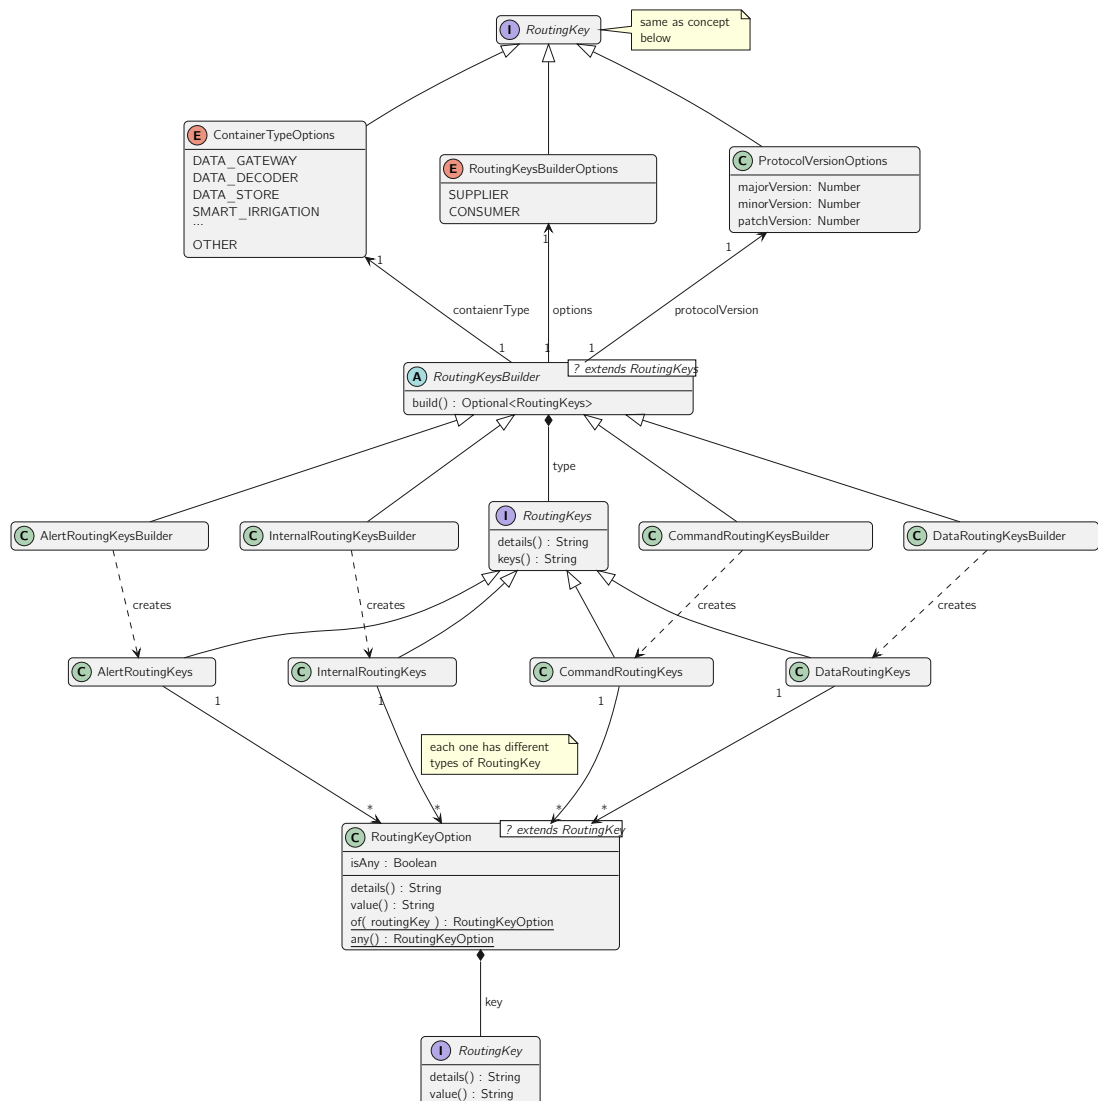 I RoutingKey
same as concept
below
E ContainerTypeOptions
DATA_GATEWAY
DATA_DECODER
DATA_STORE
SMART_IRRIGATION
...
OTHER
E RoutingKeysBuilderOptions
SUPPLIER
CONSUMER
C ProtocolVersionOptions
majorVersion: Number
minorVersion: Number
patchVersion: Number
1
1
1
contaienrType
options
protocolVersion
1
1
1
A RoutingKeysBuilder
? extends RoutingKeys
build() : Optional<RoutingKeys>
type
C AlertRoutingKeysBuilder
C InternalRoutingKeysBuilder
I RoutingKeys
details() : String
keys() : String
C CommandRoutingKeysBuilder
C DataRoutingKeysBuilder
creates
creates
creates
creates
C AlertRoutingKeys
C InternalRoutingKeys
C CommandRoutingKeys
C DataRoutingKeys
1
1
1
1
each one has different
types of RoutingKey
*
*
*
*
C RoutingKeyOption
? extends RoutingKey
isAny : Boolean
details() : String
value() : String
of( routingKey ) : RoutingKeyOption
any() : RoutingKeyOption
key
I RoutingKey
details() : String
value() : String